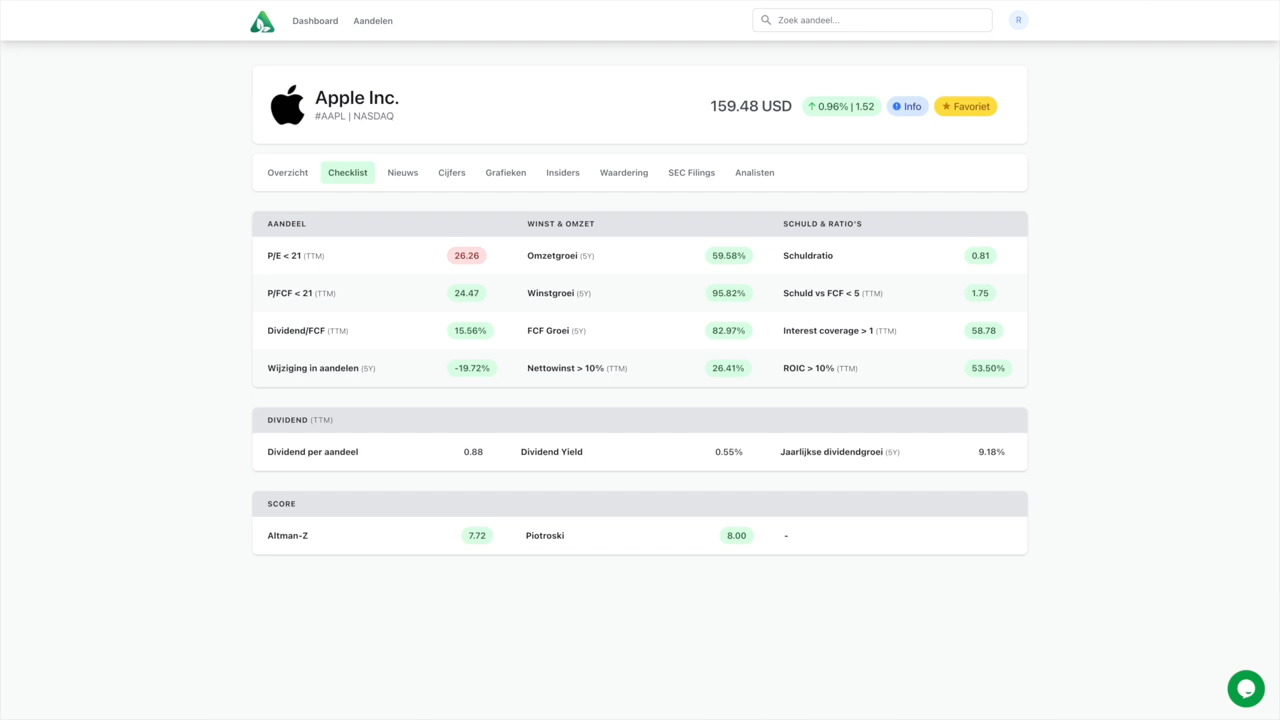 Dashboard Aandelen Zoek aandeel... R
Apple Inc.
#AAPL | NASDAQ
159.48 USD ↑ 0.96% | 1.52 Info ★ Favoriet
Overzicht Checklist Nieuws Cijfers Grafieken Insiders Waardering SEC Filings Analisten
AANDEEL WINST & OMZET SCHULD & RATIO'S
P/E < 21 (TTM) 26.26 Omzetgroei (5Y) 59.58% Schuldratio 0.81
P/FCF < 21 (TTM) 24.47 Winstgroei (5Y) 95.82% Schuld vs FCF < 5 (TTM) 1.75
Dividend/FCF (TTM) 15.56% FCF Groei (5Y) 82.97% Interest coverage > 1 (TTM) 58.78
Wijziging in aandelen (5Y) -19.72% Nettowinst > 10% (TTM) 26.41% ROIC > 10% (TTM) 53.50%
DIVIDEND (TTM)
Dividend per aandeel 0.88 Dividend Yield 0.55% Jaarlijkse dividendgroei (5Y) 9.18%
SCORE
Altman-Z 7.72 Piotroski 8.00 -